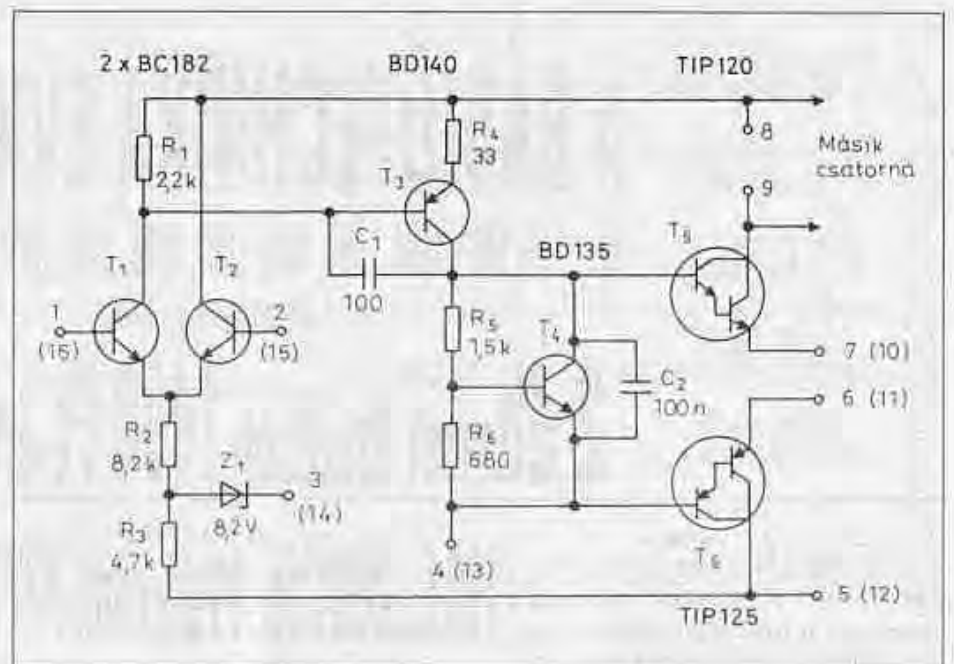 2 x BC182
BD140
TIP120
R1
2,2k
R4
33
8
Másik
csatorna
9
T3
C1
100
BD135
T5
T1
T2
1
(16)
2
(15)
R5
1,5k
T4
C2
100n
7 (10)
6 (11)
R2
8,2k
Z1
8,2V
3
(14)
R6
680
R3
4,7k
4 (13)
T6
5 (12)
TIP125